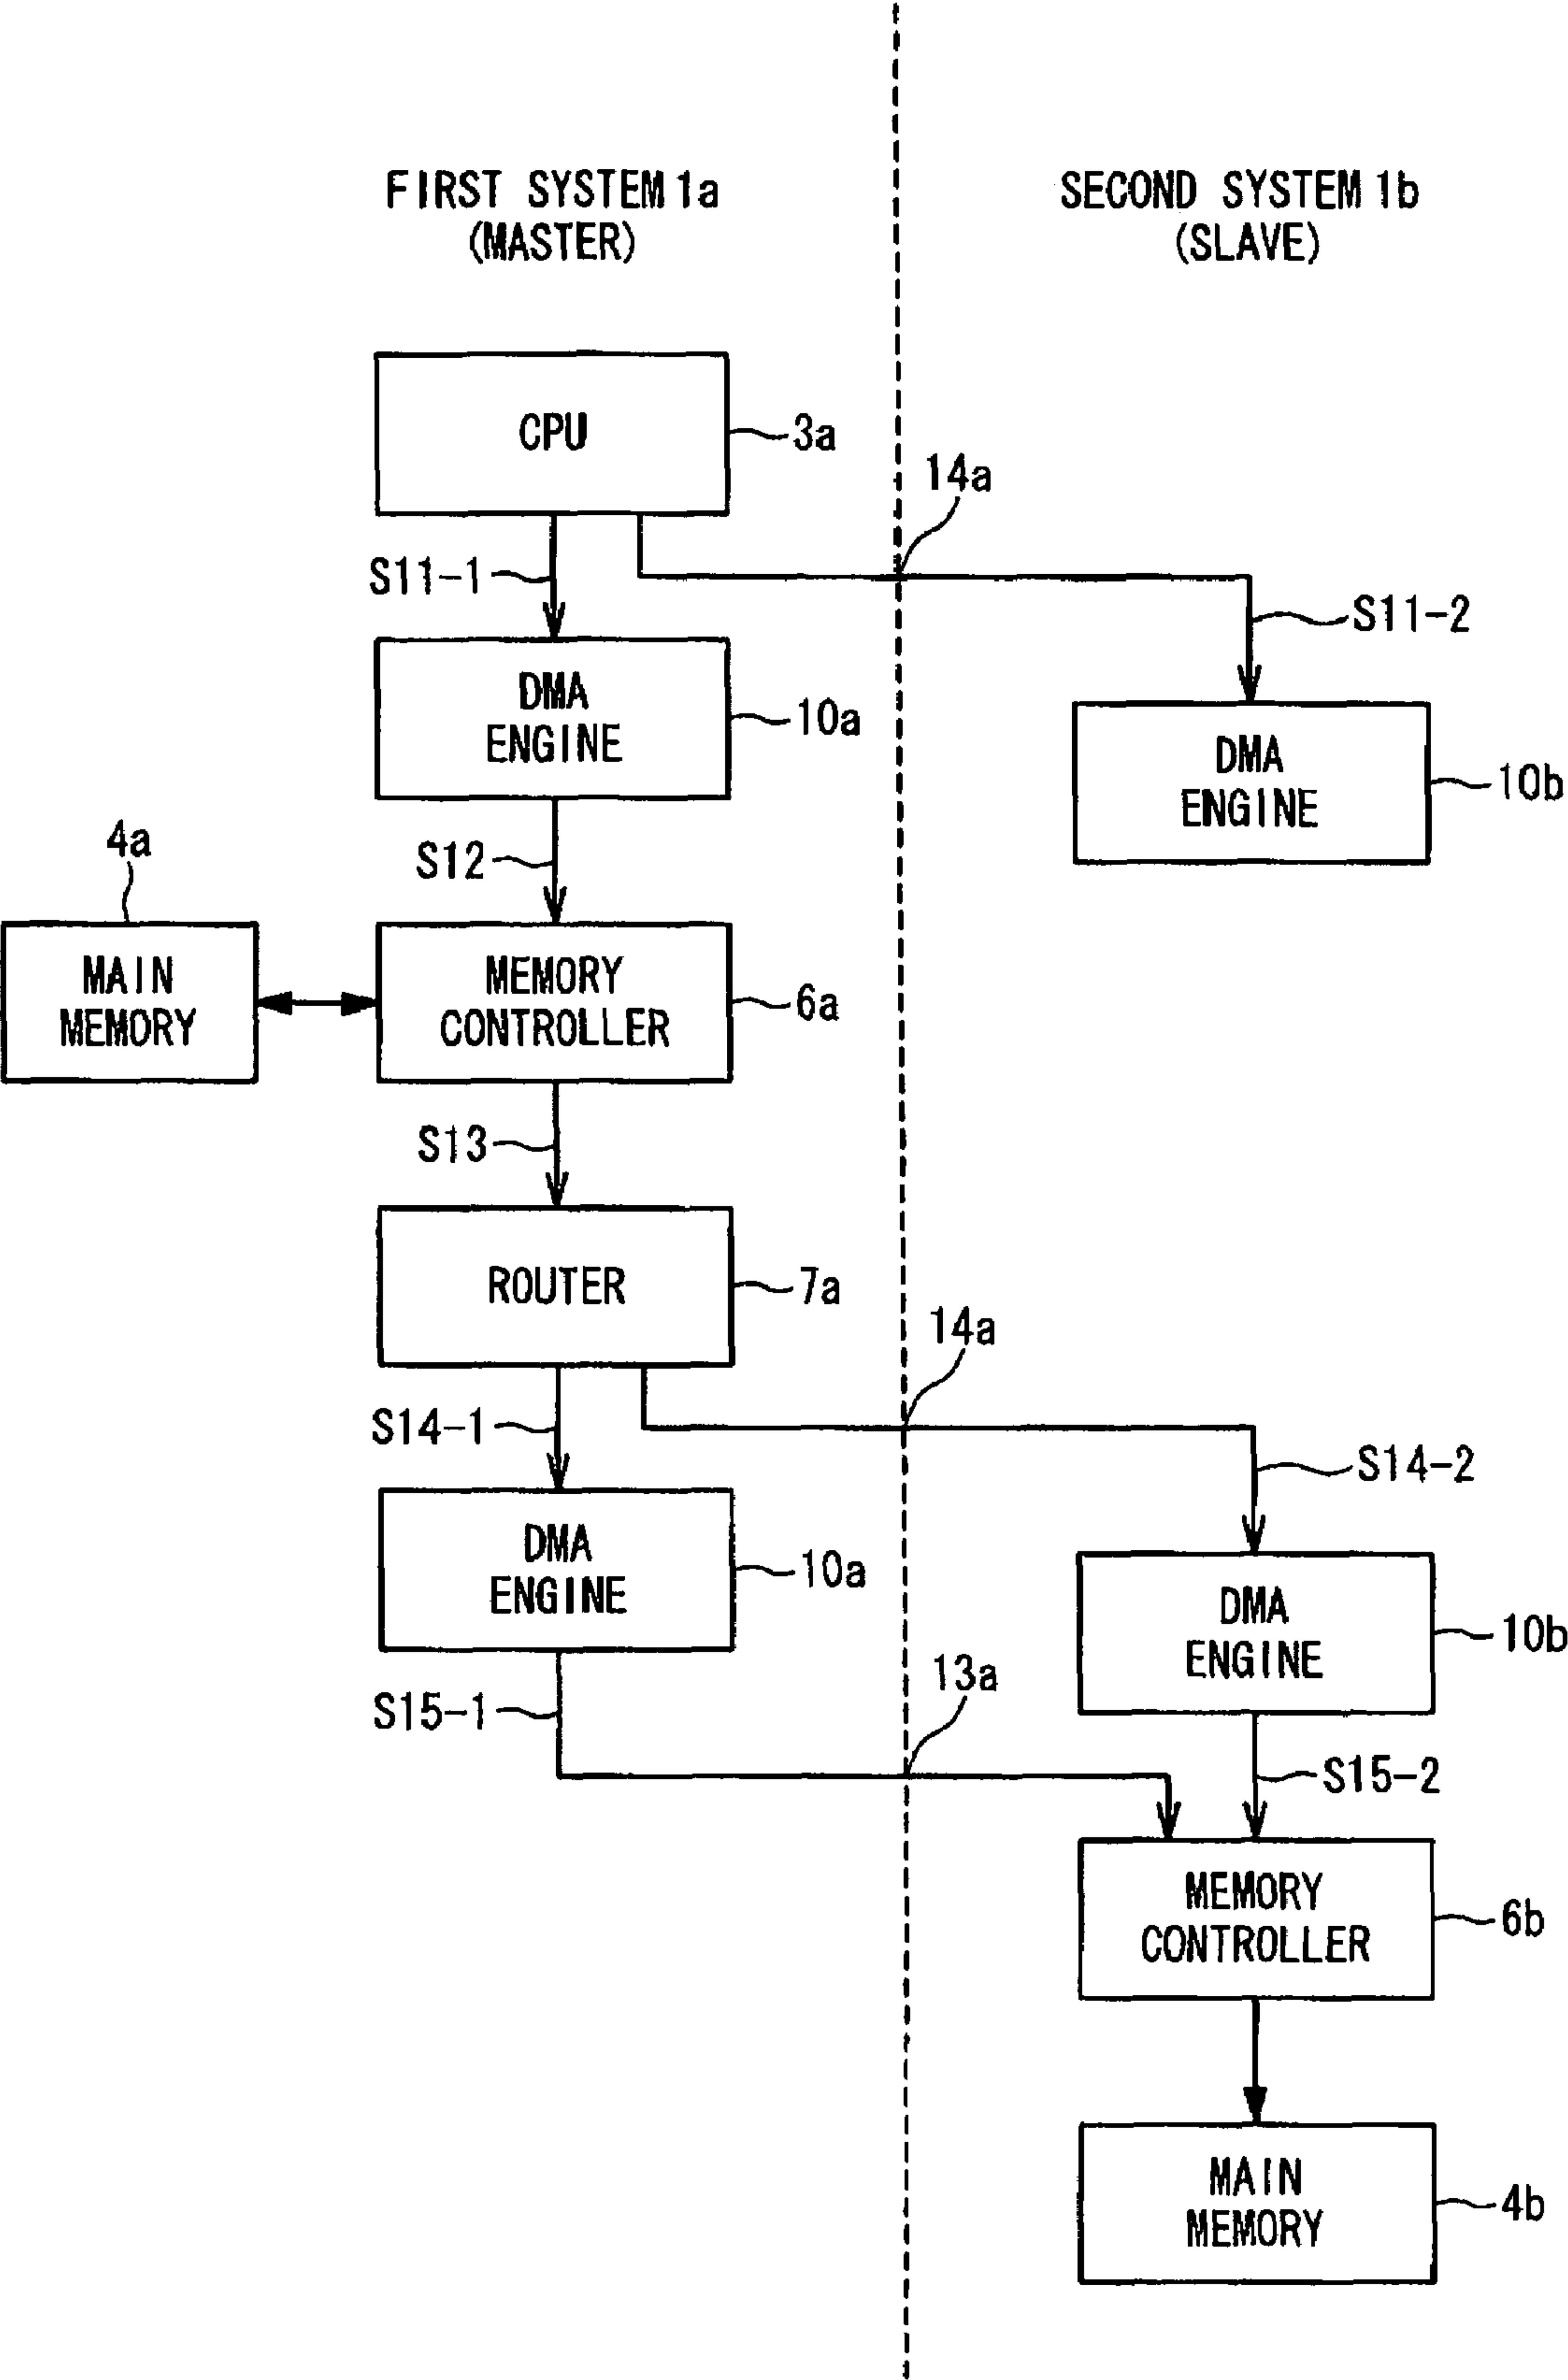 FIRST SYSTEM 1a
(MASTER)
SECOND SYSTEM 1b
(SLAVE)
CPU
3a
14a
S11-1
S11-2
DMA
ENGINE
10a
DMA
ENGINE
10b
4a
S12
MAIN
MEMORY
MEMORY
CONTROLLER
6a
S13
ROUTER
7a
14a
S14-1
S14-2
DMA
ENGINE
10a
DMA
ENGINE
10b
13a
S15-1
S15-2
MEMORY
CONTROLLER
6b
MAIN
MEMORY
4b